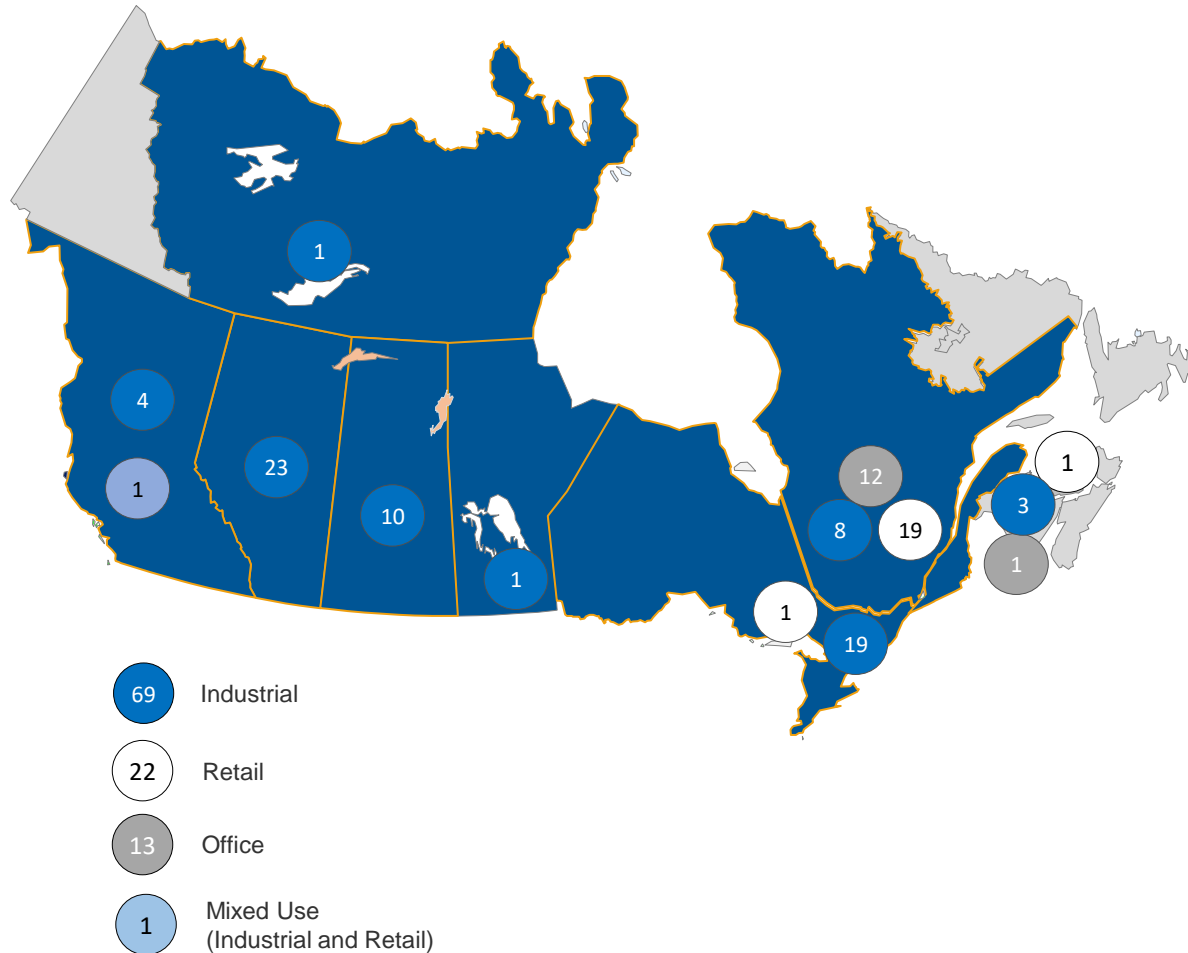 1
4
1
23
10
1
12
8
19
1
3
1
1
19
69 Industrial
22 Retail
13 Office
1 Mixed Use
(Industrial and Retail)